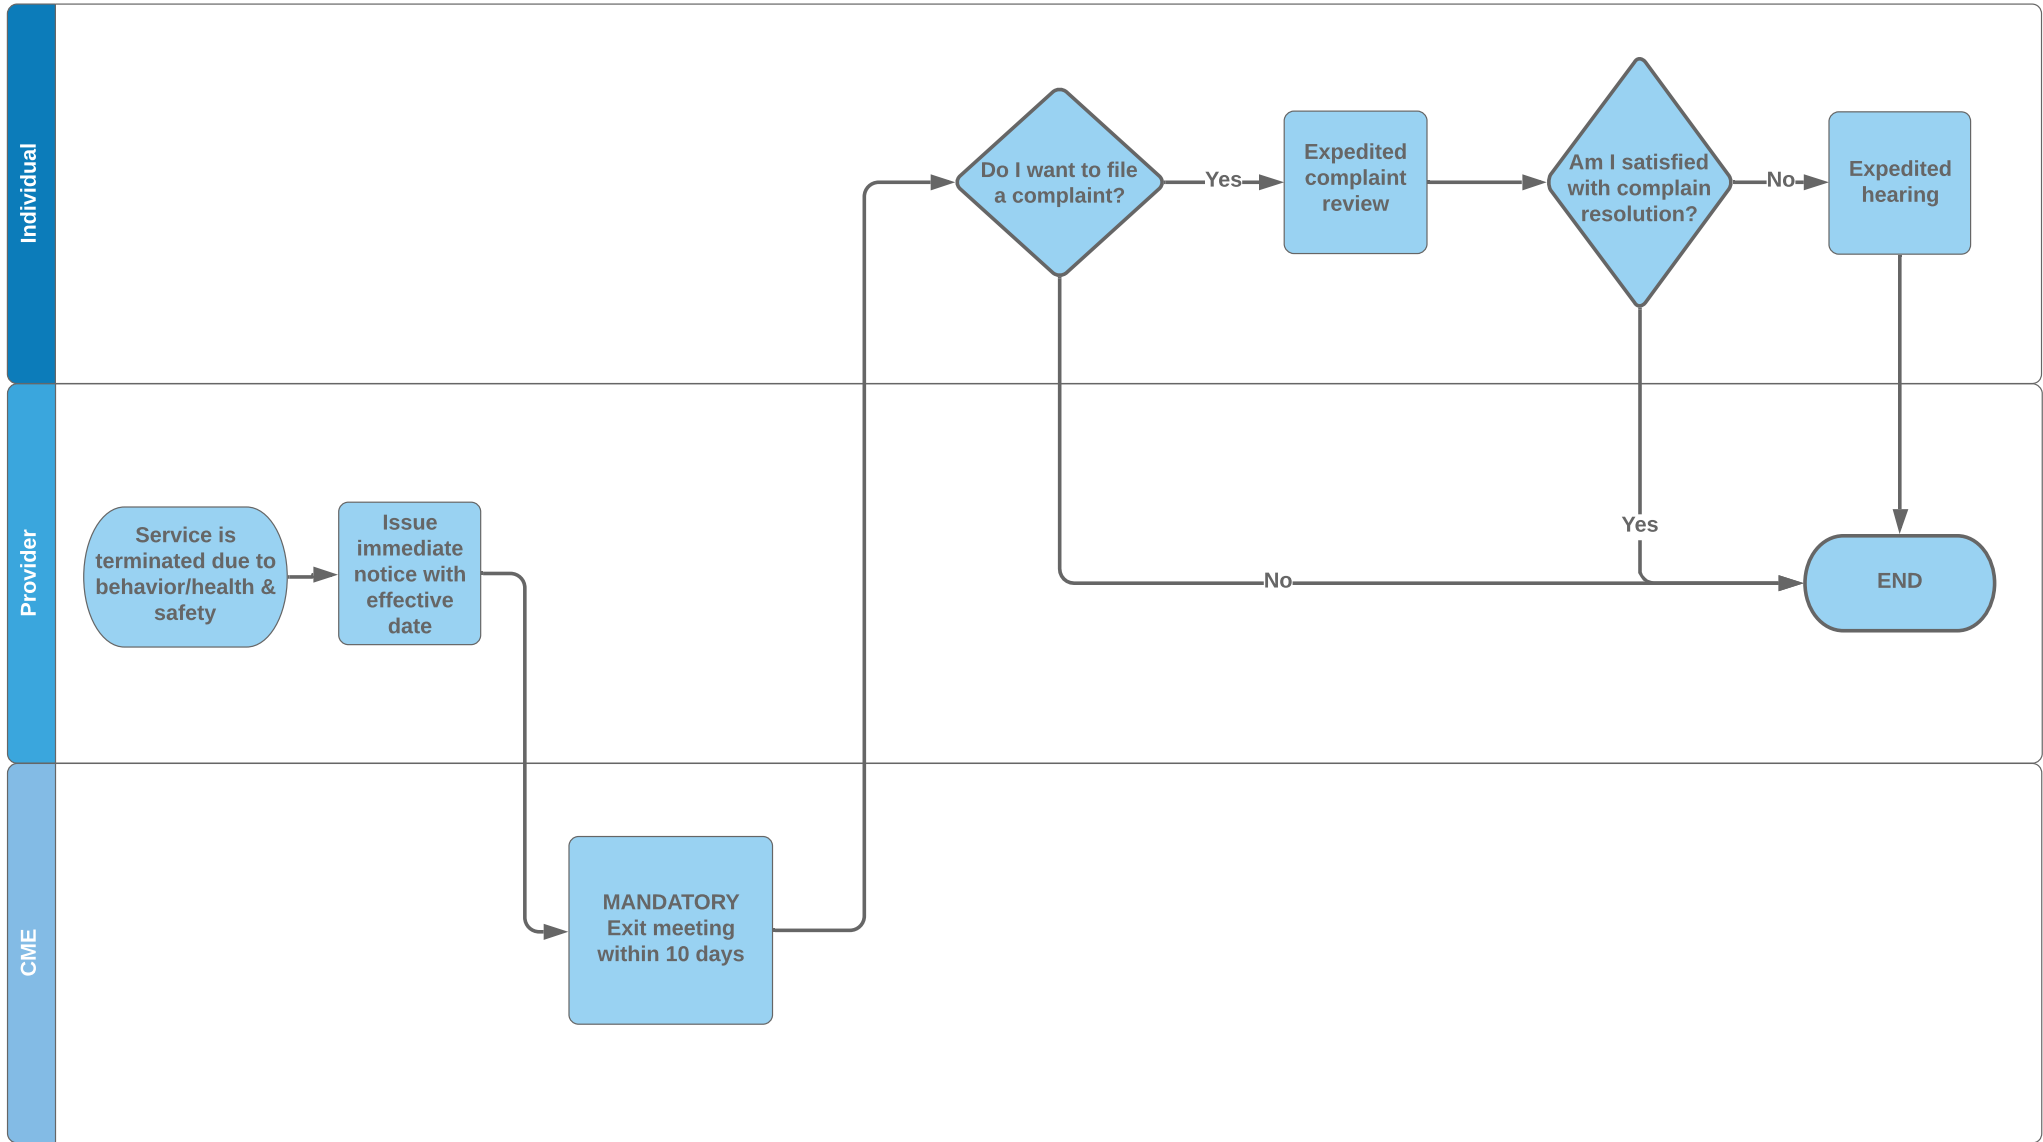 Individual
Do I want to file
a complaint?
Yes
Expedited
complaint
review
Am I satisfied
with complain
resolution?
No
Expedited
hearing
Provider
Service is
terminated due to
behavior/health &
safety
Issue
immediate
notice with
effective
date
No
Yes
END
CME
MANDATORY
Exit meeting
within 10 days